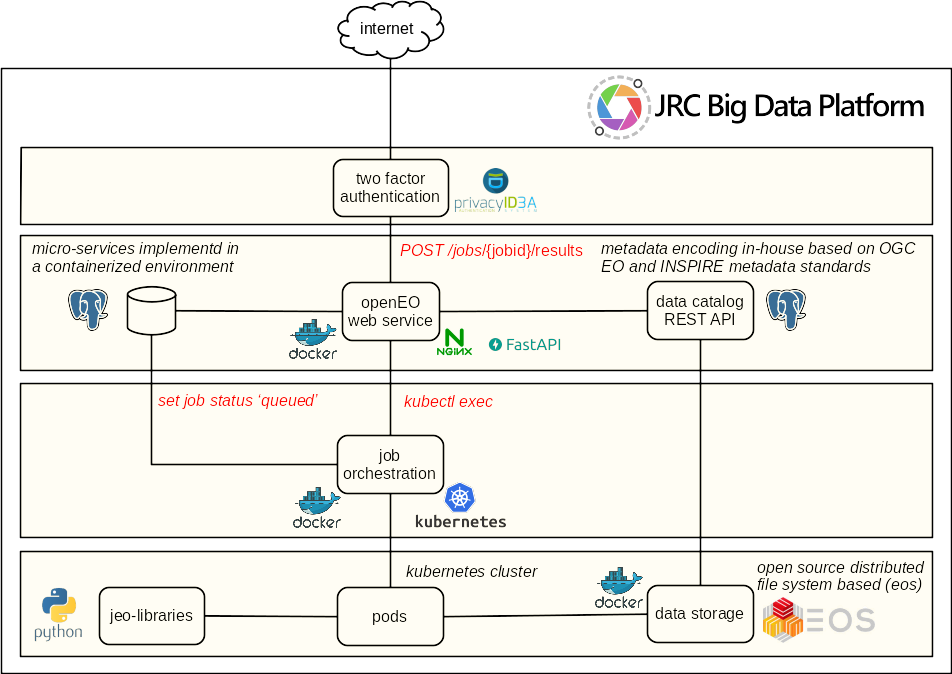 internet
JRC Big Data Platform
two factor
authentication
privacyIDƎA
AUTHENTICATION SYSTEM
micro-services implementd in
a containerized environment
POST /jobs/{jobid}/results
metadata encoding in-house based on OGC
EO and INSPIRE metadata standards
openEO
web service
data catalog
REST API
docker
NGINX
FastAPI
set job status ‘queued’
kubectl exec
job
orchestration
docker
kubernetes
kubernetes cluster
open source distributed
file system based (eos)
docker
python
jeo-libraries
pods
data storage
EOS